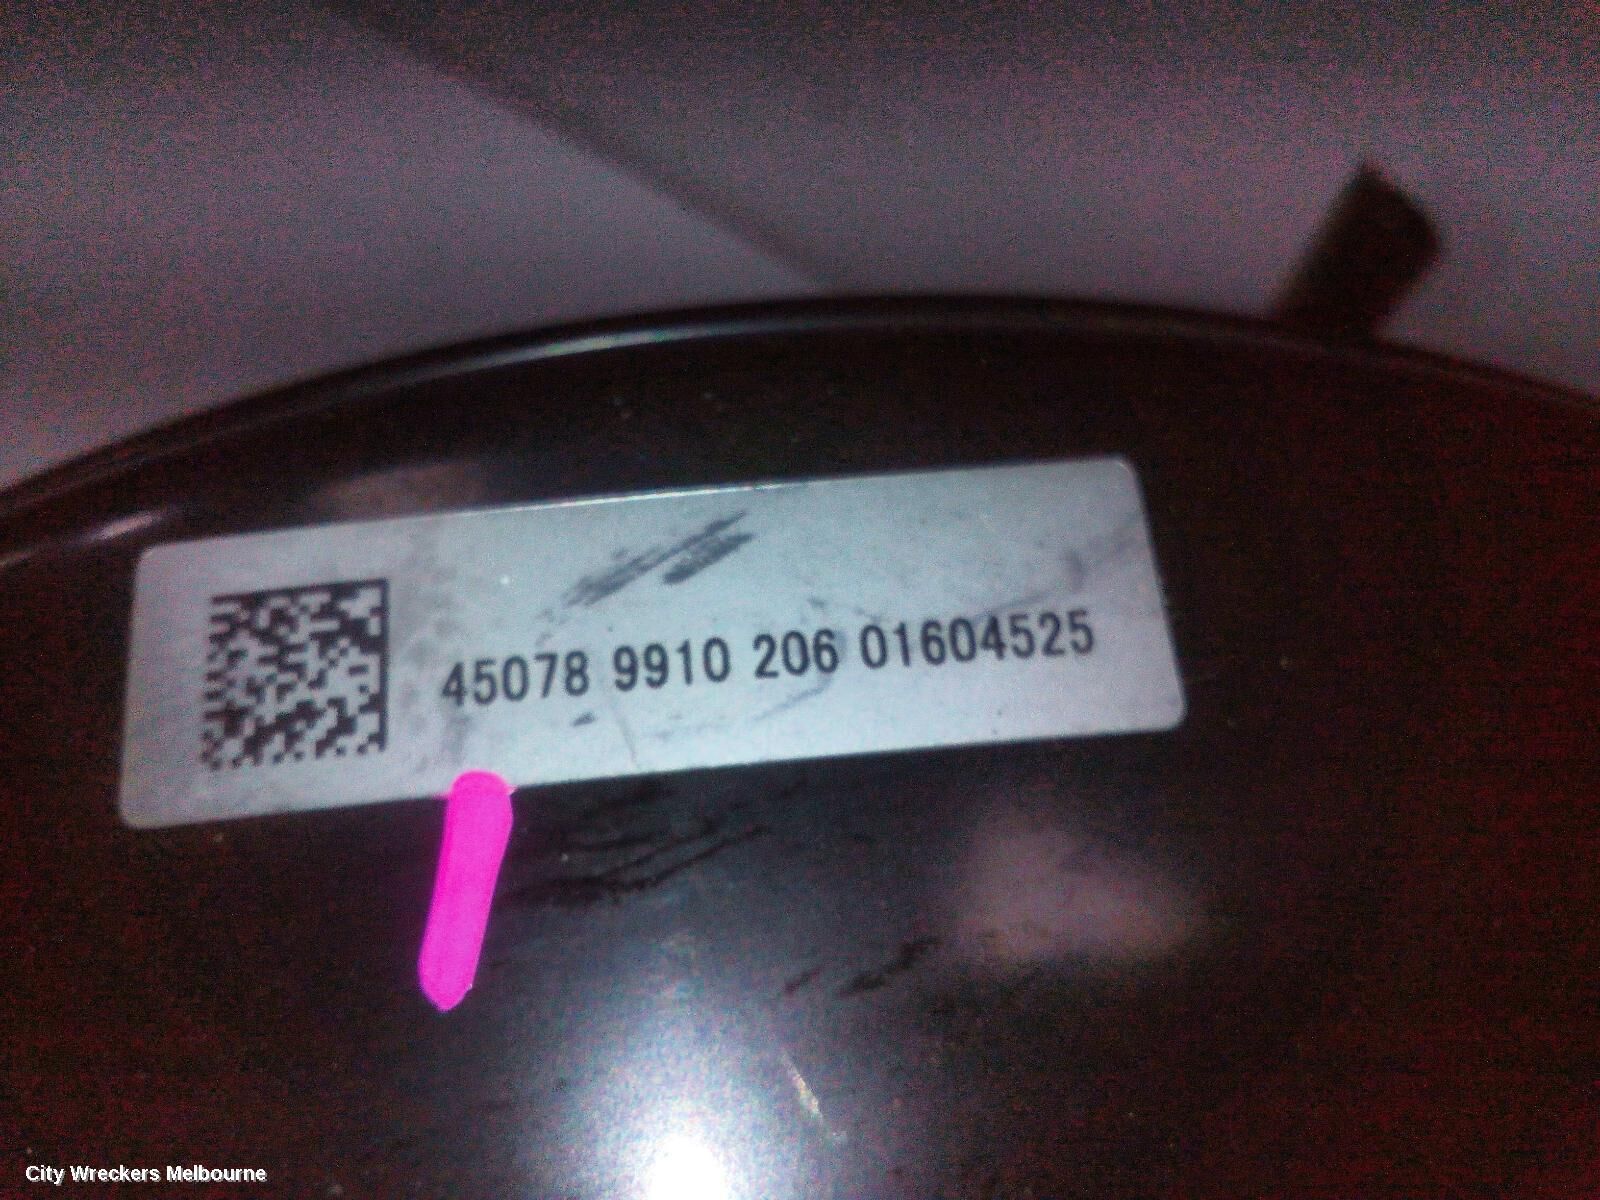 45078 9910 206 01604525
City Wreckers Melbourne